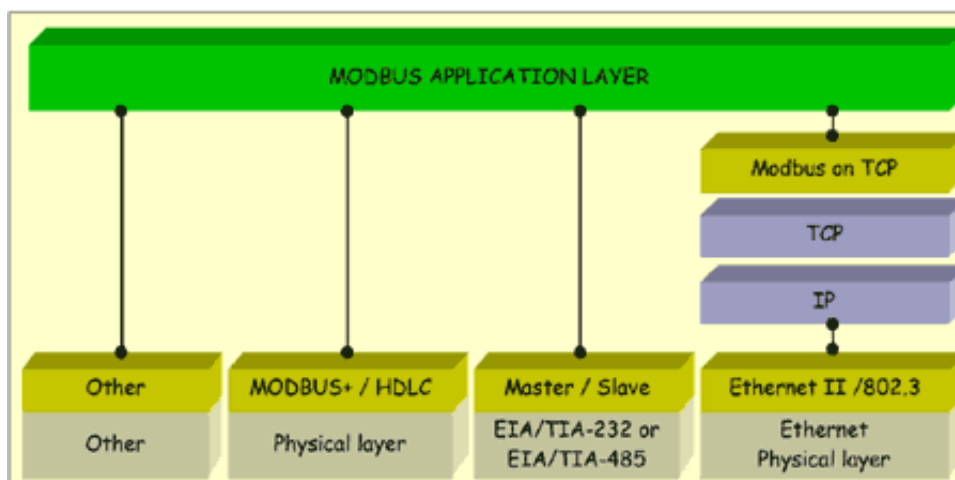 MODBUS APPLICATION LAYER
Modbus on TCP
TCP
IP
Other
MODBUS+ / HDLC
Master / Slave
Ethernet II /802.3
Other
Physical layer
EIA/TIA-232 or
EIA/TIA-485
Ethernet
Physical layer